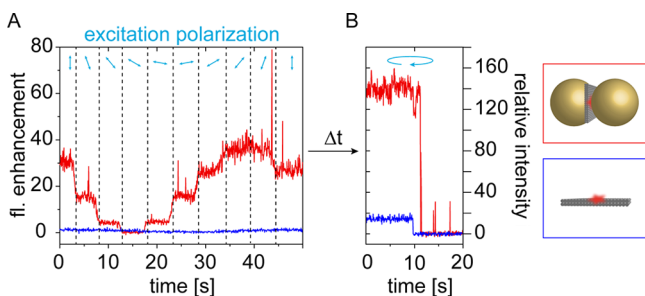 A
excitation polarization
fl. enhancement
80
60
40
20
0
0 10 20 30 40 50
time [s]
Δt
B
160
120
80
40
0
relative intensity
0 10 20
time [s]